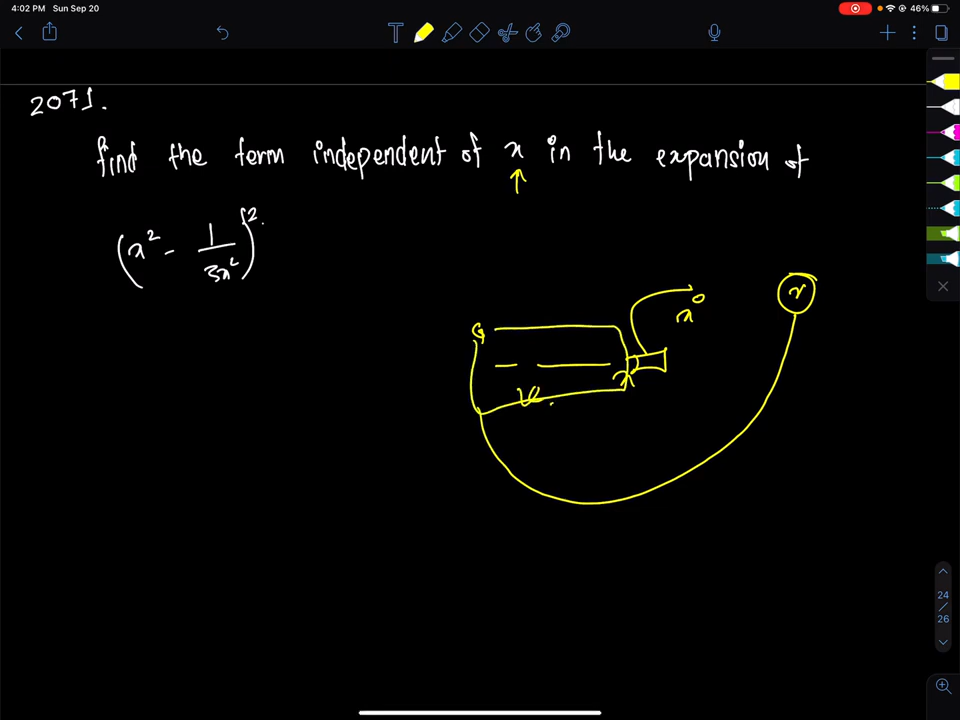 4:02 PM Sun Sep 20
46%
2071.
find the term independent of x in the expansion of
(x² - 1/3x²)¹²
x⁰
r
24
/
26